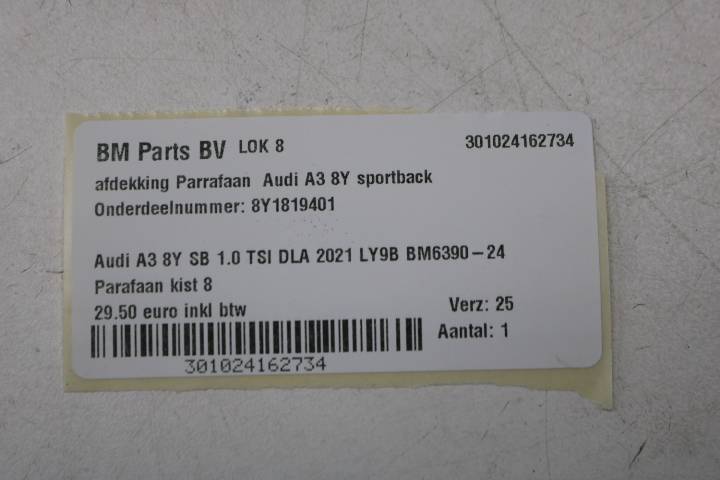 BM Parts BV LOK 8 301024162734
afdekking Parrafaan Audi A3 8Y sportback
Onderdeelnummer: 8Y1819401
Audi A3 8Y SB 1.0 TSI DLA 2021 LY9B BM6390-24
Parafaan kist 8
29.50 euro inkl btw Verz: 25
Aantal: 1
301024162734